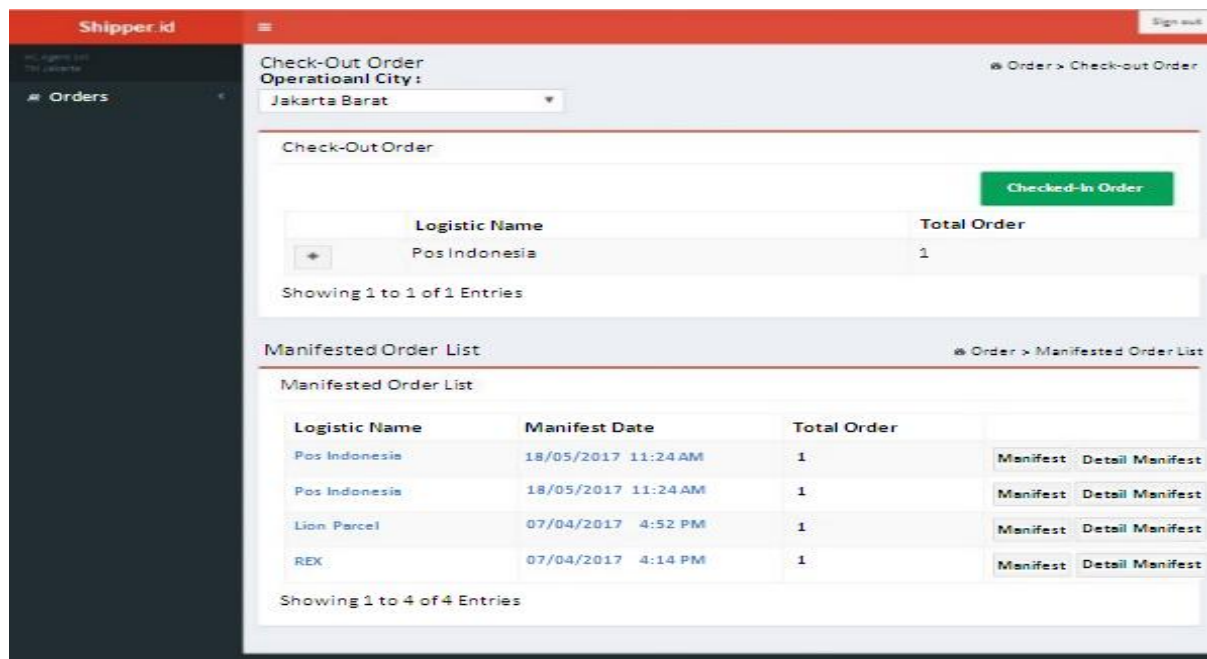 Shipper.id
Sign out
Orders
Check-Out Order
Operatioanl City :
Order > Check-out Order
Jakarta Barat
Check-Out Order
Checked-In Order
Logistic Name Total Order
Pos Indonesia 1
Showing 1 to 1 of 1 Entries
Manifested Order List
Order > Manifested Order List
Manifested Order List
Logistic Name Manifest Date Total Order
Pos Indonesia 18/05/2017 11:24 AM 1 Manifest Detail Manifest
Pos Indonesia 18/05/2017 11:24 AM 1 Manifest Detail Manifest
Lion Parcel 07/04/2017 4:52 PM 1 Manifest Detail Manifest
REX 07/04/2017 4:14 PM 1 Manifest Detail Manifest
Showing 1 to 4 of 4 Entries